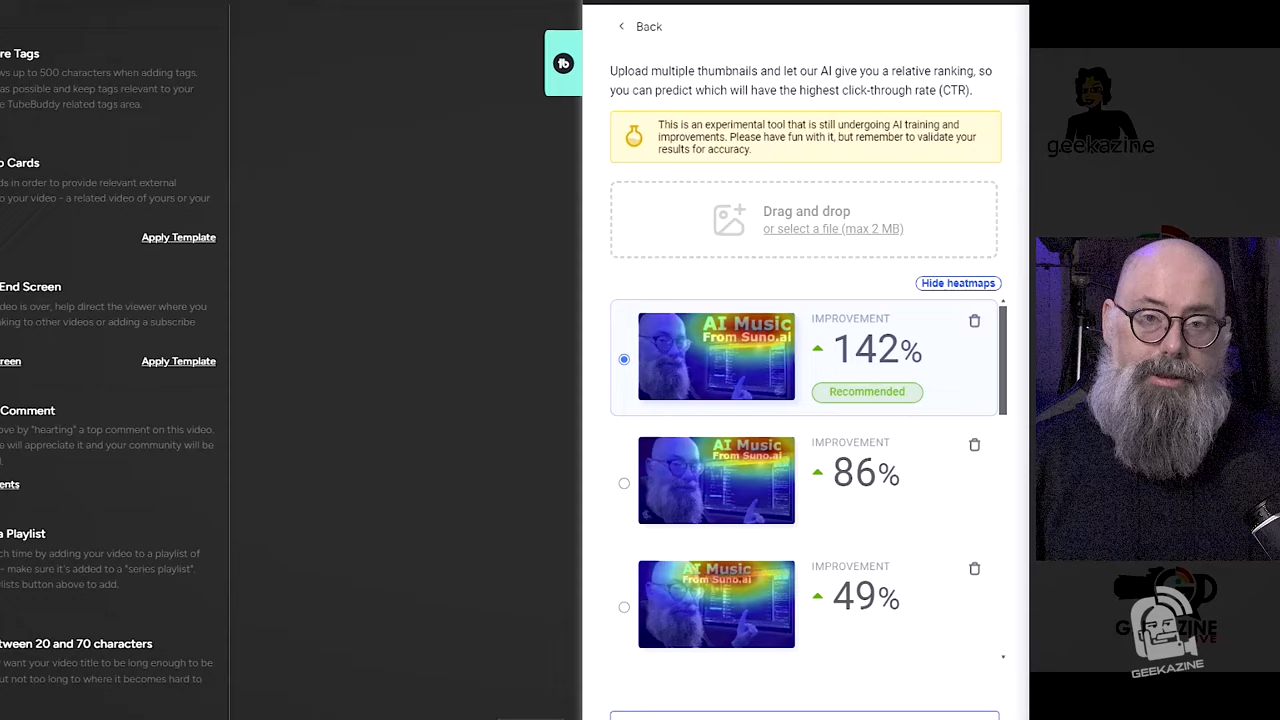 re Tags
ws up to 500 characters when adding tags.
as possible and keep tags relevant to your
e TubeBuddy related tags area.
o Cards
ds in order to provide relevant external
o your video - a related video of yours or your
Apply Template
End Screen
ideo is over, help direct the viewer where you
nking to other videos or adding a subscribe
reen
Apply Template
Comment
ove by "hearting" a top comment on this video.
e will appreciate it and your community will be
d.
ents
a Playlist
tch time by adding your video to a playlist of
- make sure it's added to a "series playlist".
ylists button above to add.
tween 20 and 70 characters
want your video title to be long enough to be
ut not too long to where it becomes hard to
tb
Back
Upload multiple thumbnails and let our AI give you a relative ranking, so
you can predict which will have the highest click-through rate (CTR).
This is an experimental tool that is still undergoing AI training and
improvements. Please have fun with it, but remember to validate your
results for accuracy.
Drag and drop
or select a file (max 2 MB)
Hide heatmaps
AI Music
From Suno.ai
IMPROVEMENT
142%
Recommended
AI Music
From Suno.ai
IMPROVEMENT
86%
AI Music
From Suno.ai
IMPROVEMENT
49%
geekazine
GEEKAZINE